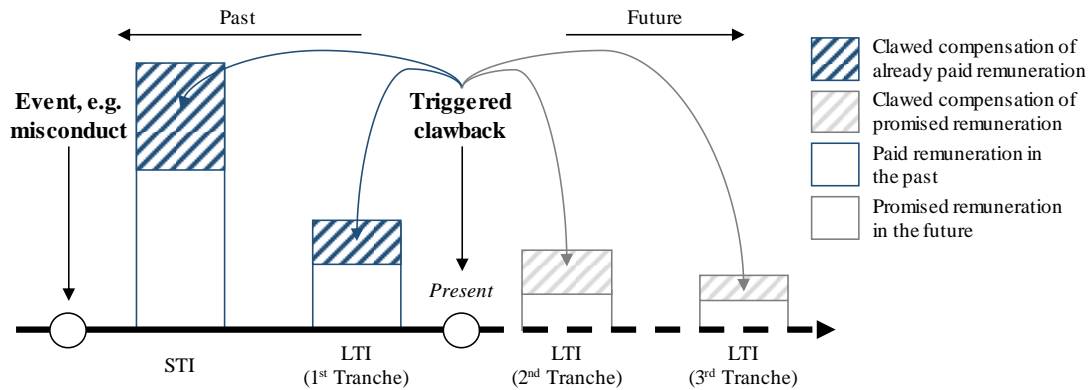 Past
Future
Event, e.g.
misconduct
Triggered
clawback
Present
STI
LTI
(1st Tranche)
LTI
(2nd Tranche)
LTI
(3rd Tranche)
Clawed compensation of
already paid remuneration
Clawed compensation of
promised remuneration
Paid remuneration in
the past
Promised remuneration
in the future